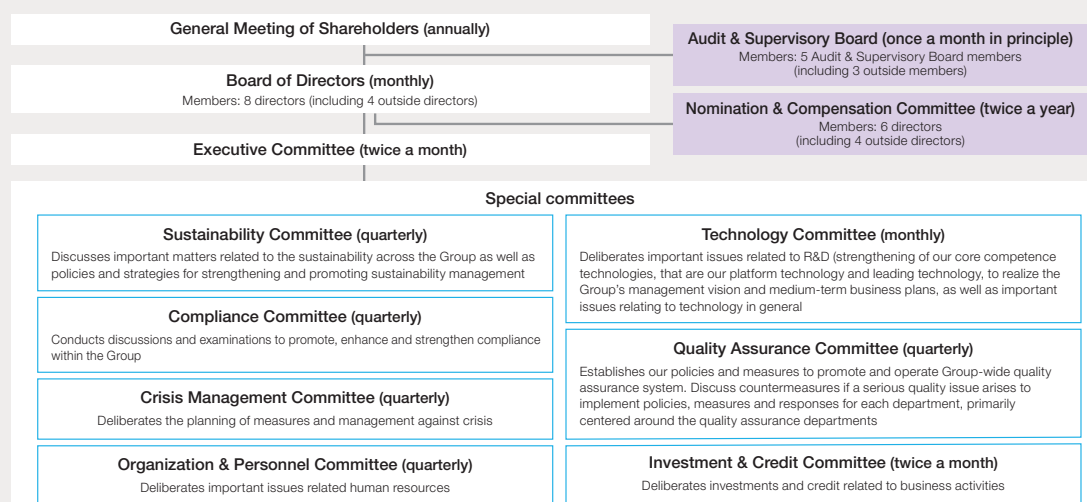 General Meeting of Shareholders (annually)
Audit & Supervisory Board (once a month in principle)
Members: 5 Audit & Supervisory Board members
(including 3 outside members)
Board of Directors (monthly)
Members: 8 directors (including 4 outside directors)
Nomination & Compensation Committee (twice a year)
Members: 6 directors
(including 4 outside directors)
Executive Committee (twice a month)
Special committees
Sustainability Committee (quarterly)
Discusses important matters related to the sustainability across the Group as well as
policies and strategies for strengthening and promoting sustainability management
Compliance Committee (quarterly)
Conducts discussions and examinations to promote, enhance and strengthen compliance
within the Group
Crisis Management Committee (quarterly)
Deliberates the planning of measures and management against crisis
Organization & Personnel Committee (quarterly)
Deliberates important issues related human resources
Technology Committee (monthly)
Deliberates important issues related to R&D (strengthening of our core competence
technologies, that are our platform technology and leading technology, to realize the
Group's management vision and medium-term business plans, as well as important
issues relating to technology in general
Quality Assurance Committee (quarterly)
Establishes our policies and measures to promote and operate Group-wide quality
assurance system. Discuss countermeasures if a serious quality issue arises to
implement policies, measures and responses for each department, primarily
centered around the quality assurance departments
Investment & Credit Committee (twice a month)
Deliberates investments and credit related to business activities